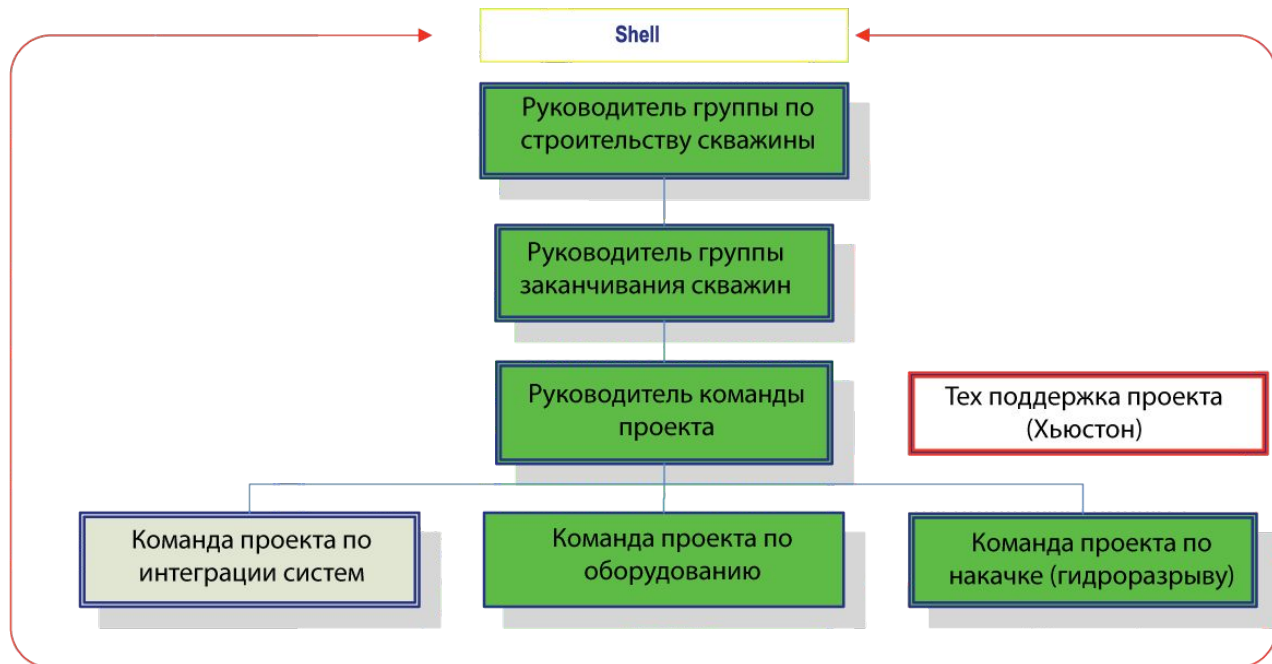 Shell
Руководитель группы по
строительству скважины
Руководитель группы
заканчивания скважин
Руководитель команды
проекта
Тех поддержка проекта
(Хьюстон)
Команда проекта по
интеграции систем
Команда проекта по
оборудованию
Команда проекта по
накачке (гидроразрыву)